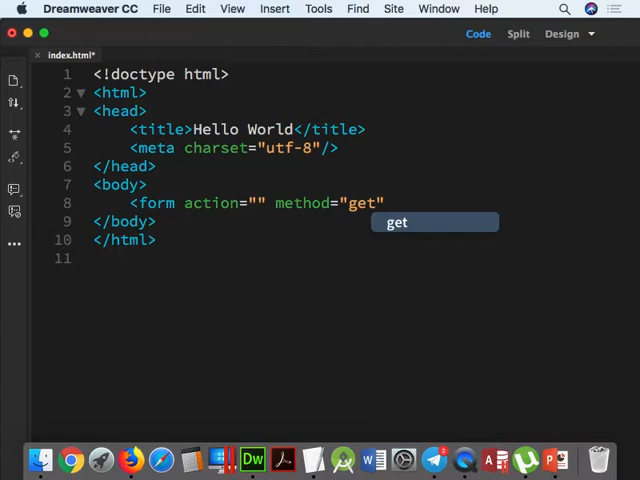 Dreamweaver CC File Edit View Insert Tools Find Site Window Help
Code Split Design
index.html*
1 <!doctype html>
2 <html>
3 <head>
4 <title>Hello World</title>
5 <meta charset="utf-8"/>
6 </head>
7 <body>
8 <form action="" method="get"
get
9 </body>
10 </html>
11
Dw W A P
2